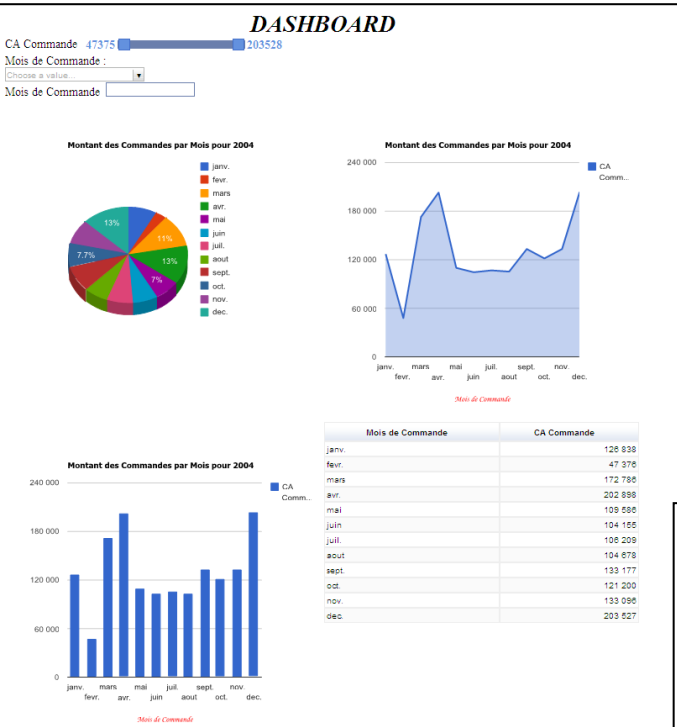 DASHBOARD
CA Commande 47375 203528
Mois de Commande :
Choose a value...
Mois de Commande
Montant des Commandes par Mois pour 2004
janv.
fevr.
mars
avr.
mai
juin
juil.
aout
sept.
oct.
nov.
dec.
13%
11%
13%
7%
7.7%
Montant des Commandes par Mois pour 2004
240 000
180 000
120 000
60 000
0
CA
Comm...
janv. mars mai juil. sept. nov.
fevr. avr. juin aout oct. dec.
Mois de Commande
Montant des Commandes par Mois pour 2004
240 000
180 000
120 000
60 000
0
CA
Comm...
janv. mars mai juil. sept. nov.
fevr. avr. juin aout oct. dec.
Mois de Commande
Mois de Commande CA Commande
janv. 126 838
fevr. 47 376
mars 172 786
avr. 202 898
mai 109 586
juin 104 155
juil. 106 209
aout 104 678
sept. 133 177
oct. 121 200
nov. 133 096
dec. 203 527